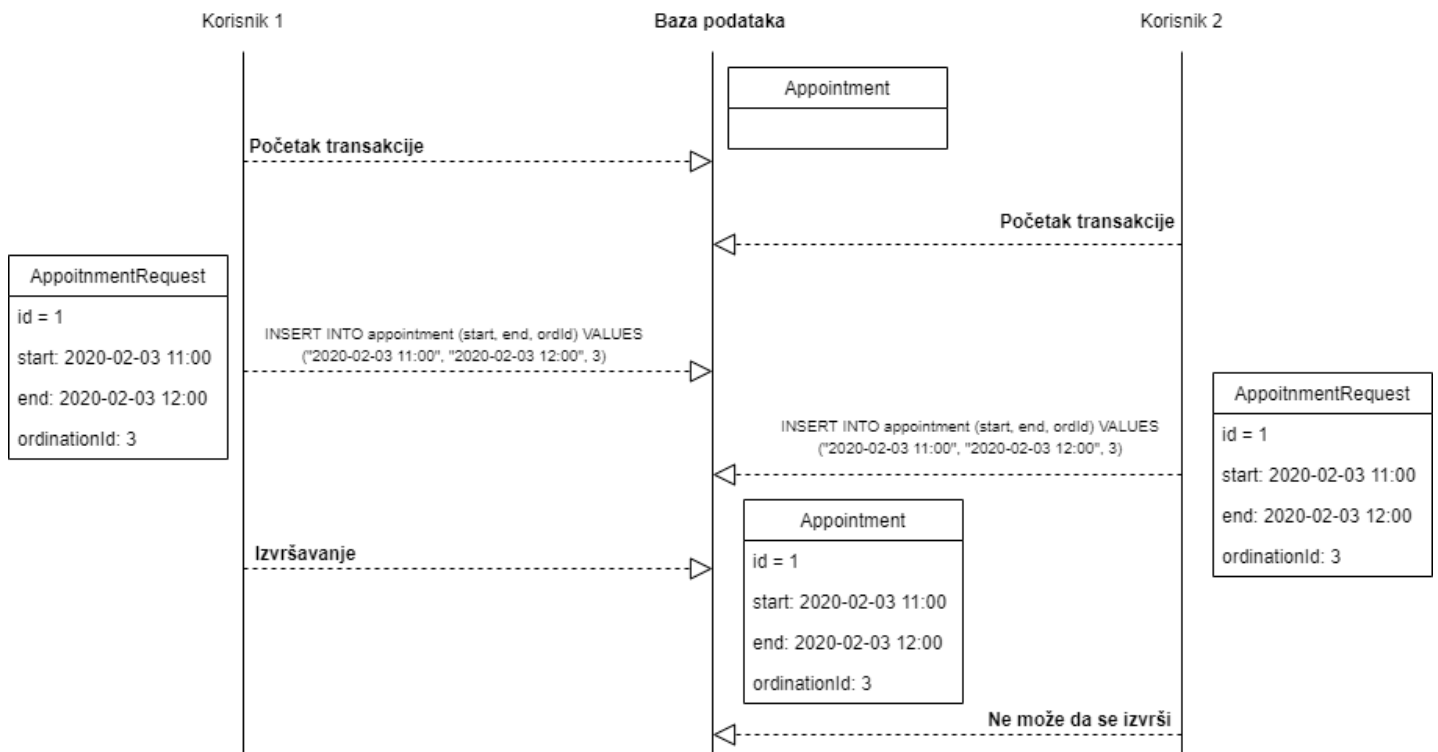 Korisnik 1
Baza podataka
Korisnik 2
Appointment
Početak transakcije
Početak transakcije
AppoitnmentRequest
id = 1
start: 2020-02-03 11:00
end: 2020-02-03 12:00
ordinationId: 3
INSERT INTO appointment (start, end, ordId) VALUES
("2020-02-03 11:00", "2020-02-03 12:00", 3)
INSERT INTO appointment (start, end, ordId) VALUES
("2020-02-03 11:00", "2020-02-03 12:00", 3)
AppoitnmentRequest
id = 1
start: 2020-02-03 11:00
end: 2020-02-03 12:00
ordinationId: 3
Izvršavanje
Appointment
id = 1
start: 2020-02-03 11:00
end: 2020-02-03 12:00
ordinationId: 3
Ne može da se izvrši